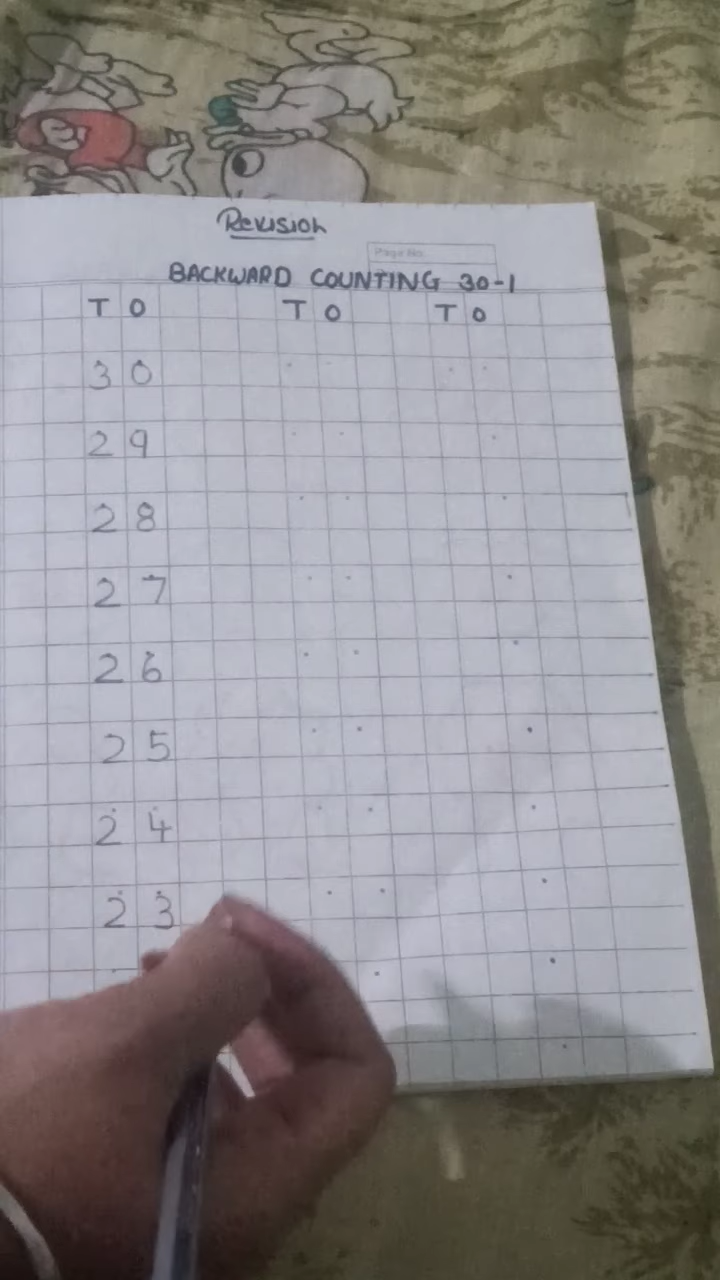 Revision
Page No.
BACKWARD COUNTING 30-1
T O T O T O
3 0
2 9
2 8
2 7
2 6
2 5
2 4
2 3